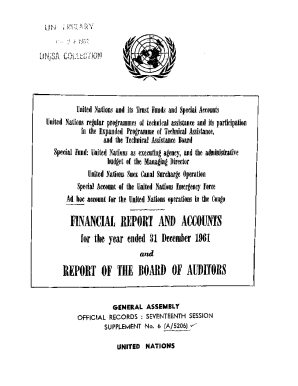 UN LIBRARY
UN/SA COLLECTION
United Nations and its Trust Funds and Special Accounts
United Nations regular programmes of technical assistance and its participation
in the Expanded Programme of Technical Assistance,
and the Technical Assistance Board
Special Fund: United Nations as executing agency, and the administrative
budget of the Managing Director
United Nations Suez Canal Surcharge Operation
Special Account of the United Nations Emergency Force
Ad hoc account for the United Nations operations in the Congo
FINANCIAL REPORT AND ACCOUNTS
for the year ended 31 December 1961
and
REPORT OF THE BOARD OF AUDITORS
GENERAL ASSEMBLY
OFFICIAL RECORDS : SEVENTEENTH SESSION
SUPPLEMENT No. 6 (A/5206)
UNITED NATIONS